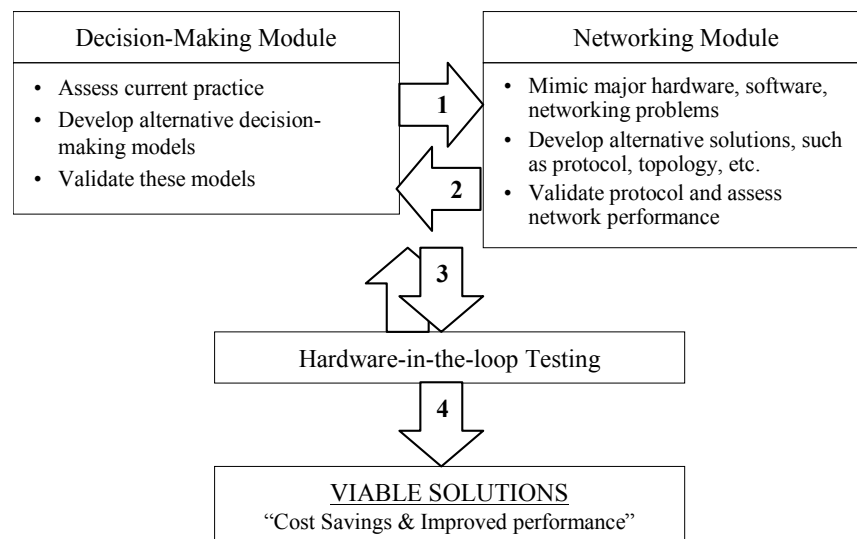 Decision-Making Module
• Assess current practice
• Develop alternative decision-
making models
• Validate these models
1
2
Networking Module
• Mimic major hardware, software,
networking problems
• Develop alternative solutions, such
as protocol, topology, etc.
• Validate protocol and assess
network performance
3
Hardware-in-the-loop Testing
4
VIABLE SOLUTIONS
“Cost Savings & Improved performance”